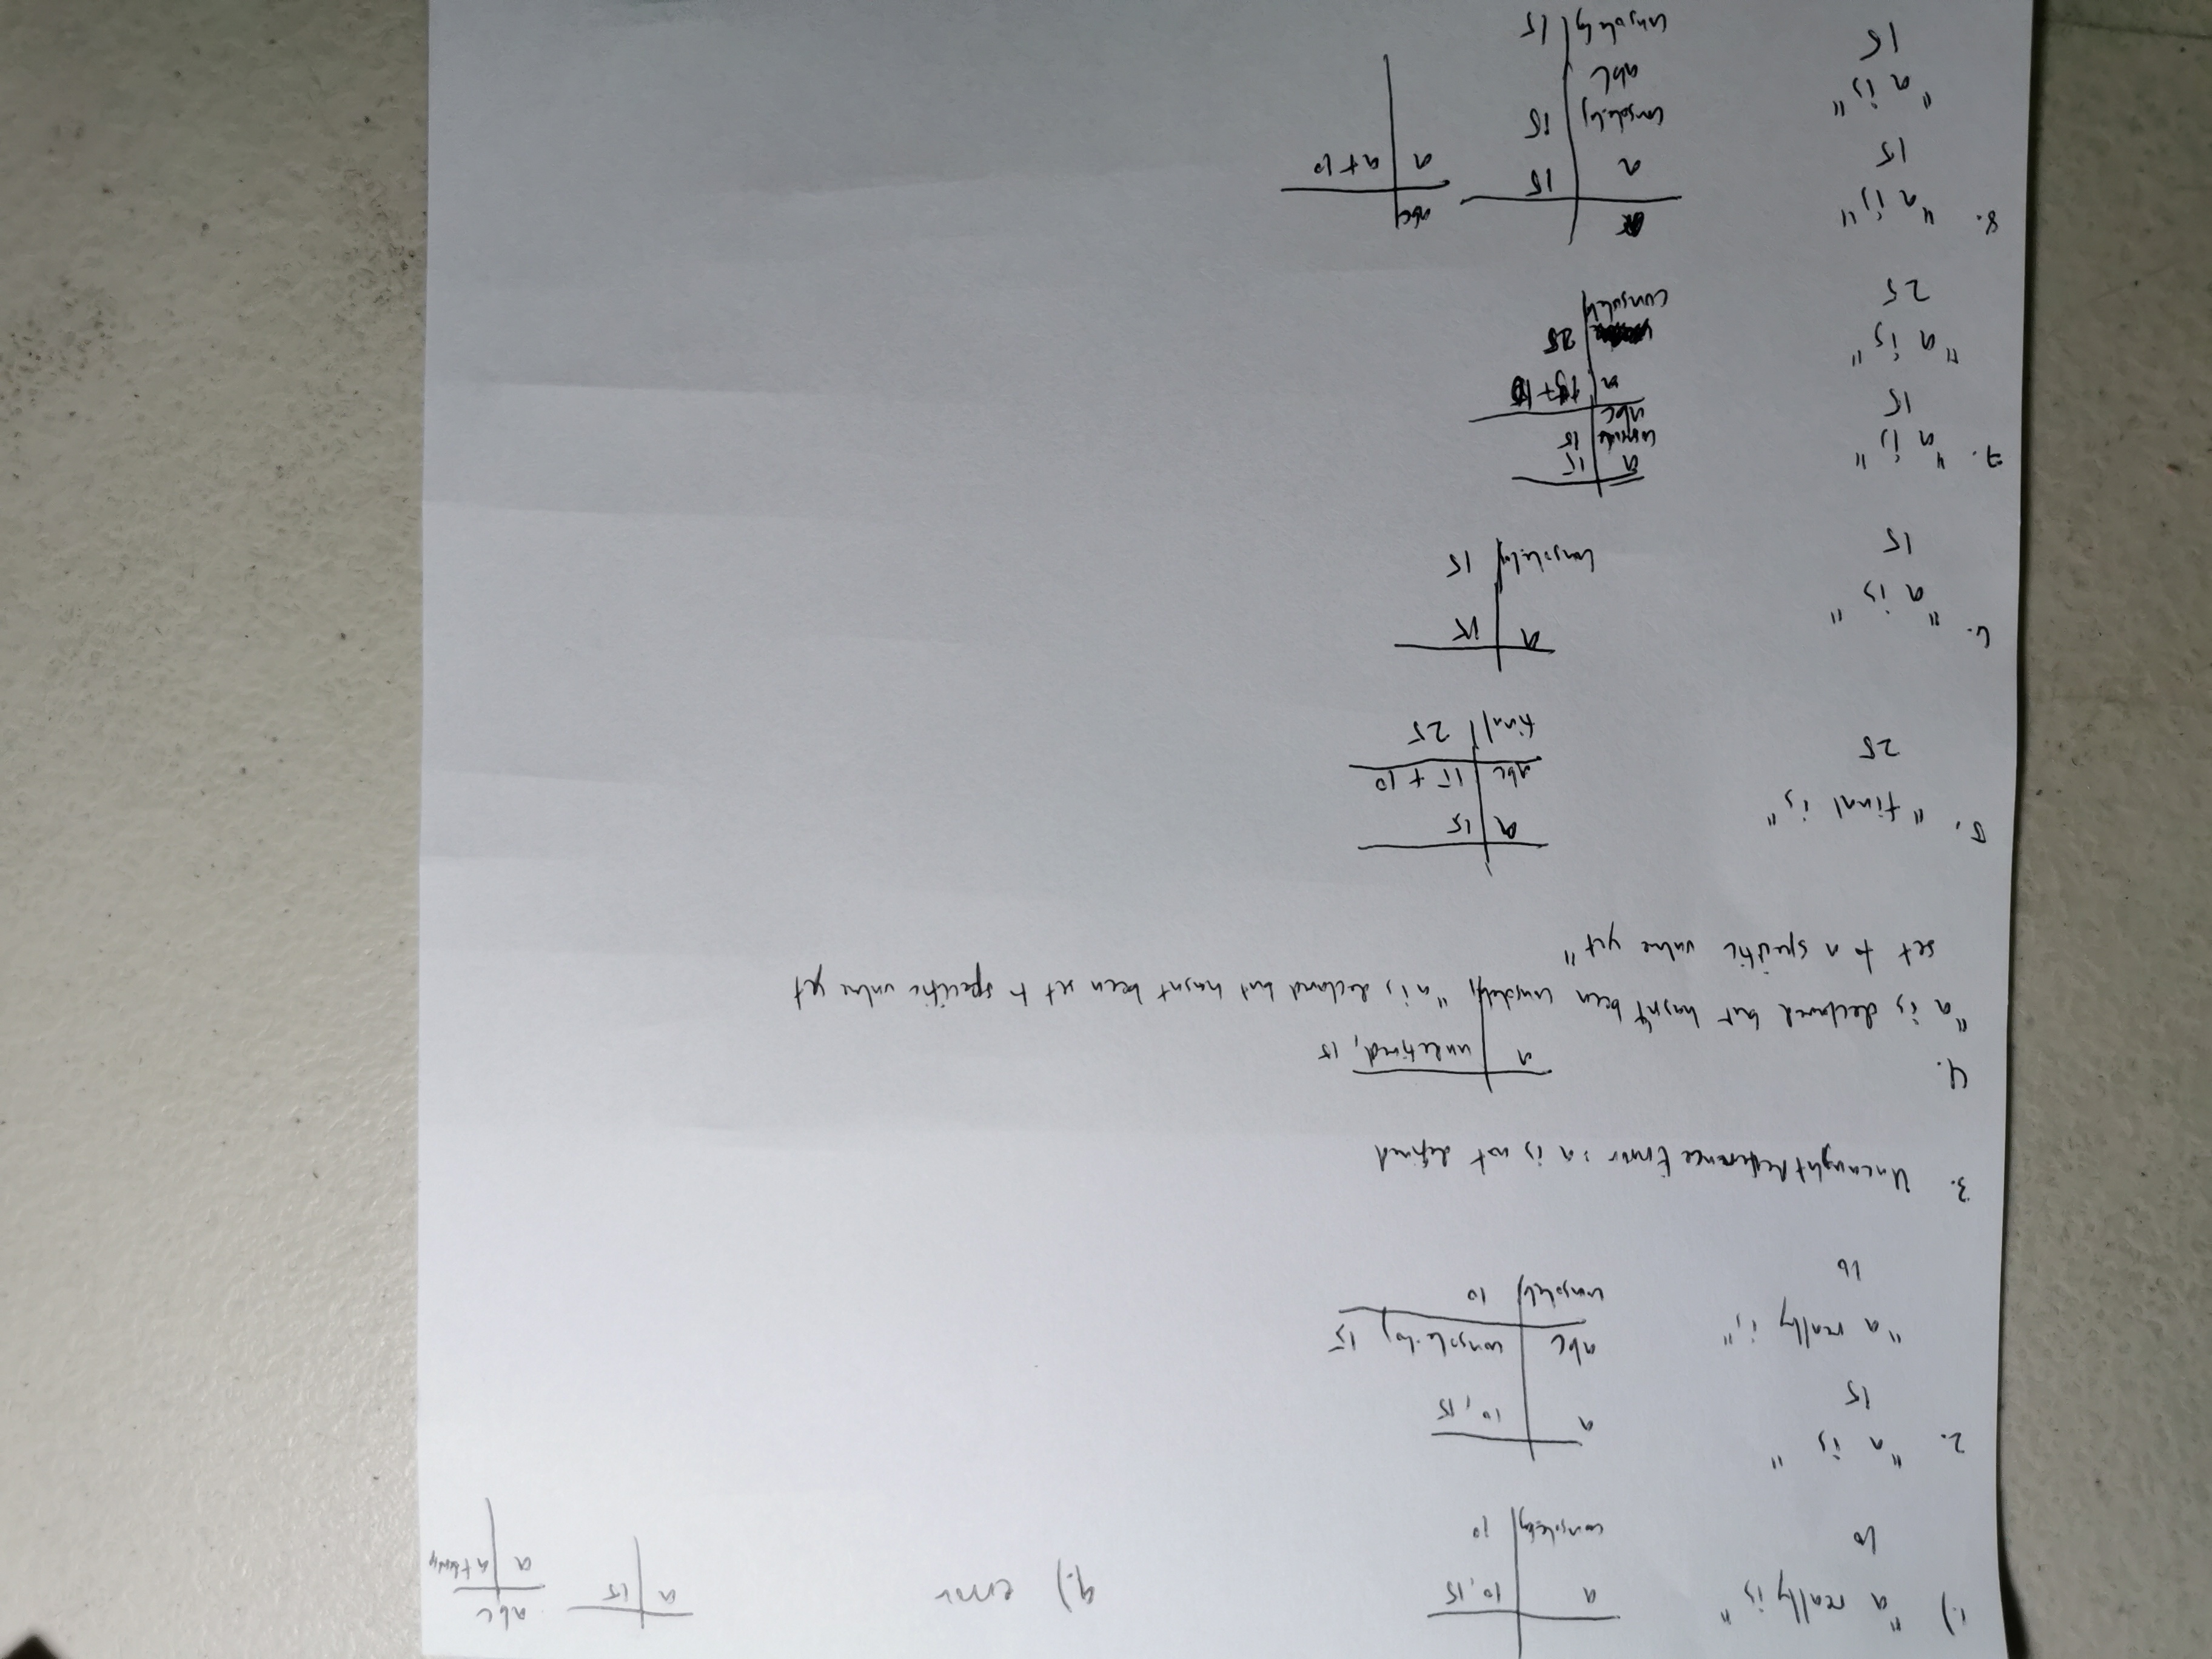 1.) "a really is"
10
a 10, 15
console.log 10
2. "a is "
15
"a really is"
10
a 10, 15
abc console.log 15
console.log 10
3. Uncaught Reference Error : a is not defined
4.
a undefined, 15
"a is declared but hasn't been
set to a specific value yet"
console.log "a is declared but hasnt been set to specific value yet
5. "final is"
25
a 15
abc 15 + 10
final 25
6.
"a is "
15
a 15
console.log 15
7. "a is"
15
"a is"
25
a 15
console 15
abc
a 15 + 10
25
console.log
8. "a is"
15
"a is"
15
a 15
console.log 15
abc
console.log 15
abc
a a + 10
9.) error
a 15
abc
a a +